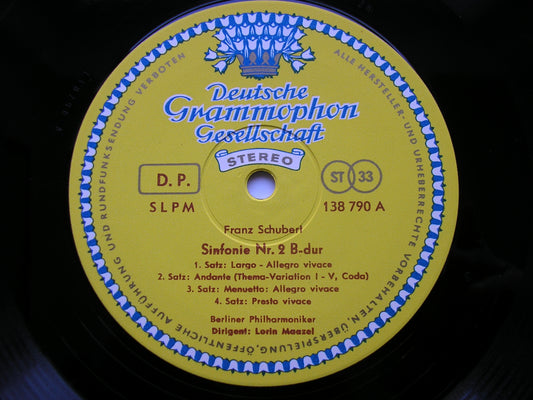 Deutsche
Grammophon
Gesellschaft
STEREO
D. P.
ST 33
SLPM
138 790 A
Franz Schubert
Sinfonie Nr. 2 B-dur
1. Satz: Largo - Allegro vivace
2. Satz: Andante (Thema-Variation I - V, Coda)
3. Satz: Menuetto: Allegro vivace
4. Satz: Presto vivace
Berliner Philharmoniker
Dirigent: Lorin Maazel
ALLE HERSTELLER- UND URHEBERRECHTE VORBEHALTEN, ÜBERSPIELUNG, ÖFFENTLICHE AUFFÜHRUNG UND RUNDFUNKSENDUNG VERBOTEN